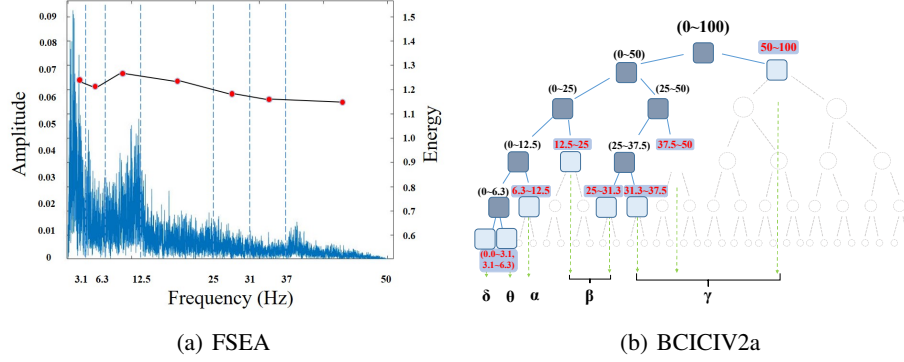 0.09
0.08
0.07
0.06
0.05
0.04
0.03
0.02
0.01
0
Amplitude
1.5
1.4
1.3
1.2
1.1
1.0
0.9
0.8
0.7
0.6
Energy
3.1 6.3 12.5 25 31 37 50
Frequency (Hz)
(a) FSEA
(0~100)
(0~50) 50~100
(0~25) (25~50)
(0~12.5) 12.5~25 (25~37.5) 37.5~50
(0~6.3) 6.3~12.5 25~31.3 31.3~37.5
(0.0~3.1,
3.1~6.3)
δ θ α β γ
(b) BCICIV2a